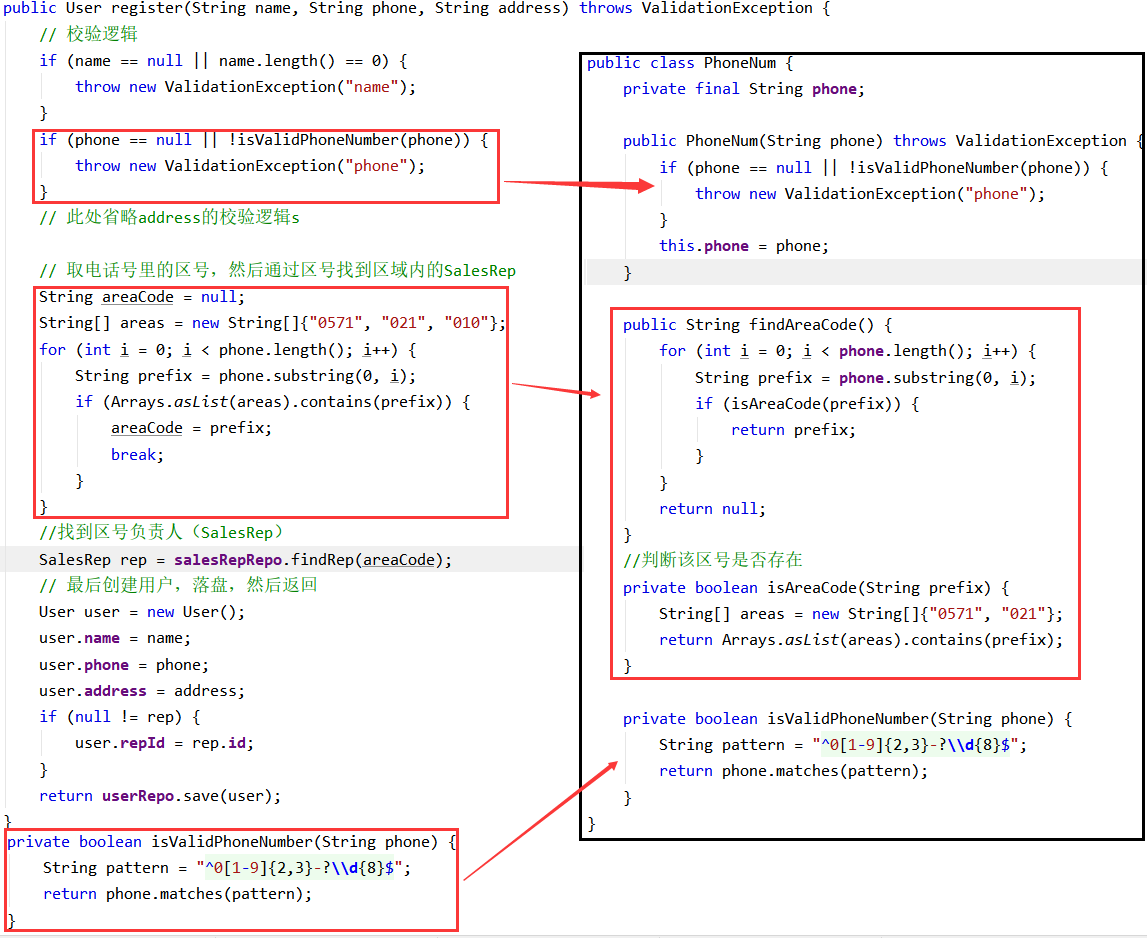 public User register(String name, String phone, String address) throws ValidationException {
// 校验逻辑
if (name == null || name.length() == 0) {
throw new ValidationException("name");
}
if (phone == null || !isValidPhoneNumber(phone)) {
throw new ValidationException("phone");
}
// 此处省略address的校验逻辑s
// 取电话号里的区号，然后通过区号找到区域内的SalesRep
String areaCode = null;
String[] areas = new String[]{"0571", "021", "010"};
for (int i = 0; i < phone.length(); i++) {
String prefix = phone.substring(0, i);
if (Arrays.asList(areas).contains(prefix)) {
areaCode = prefix;
break;
}
}
//找到区号负责人（SalesRep）
SalesRep rep = salesRepRepo.findRep(areaCode);
// 最后创建用户，落盘，然后返回
User user = new User();
user.name = name;
user.phone = phone;
user.address = address;
if (null != rep) {
user.repId = rep.id;
}
return userRepo.save(user);
}
private boolean isValidPhoneNumber(String phone) {
String pattern = "^0[1-9]{2,3}-?\\d{8}$";
return phone.matches(pattern);
}
public class PhoneNum {
private final String phone;
public PhoneNum(String phone) throws ValidationException {
if (phone == null || !isValidPhoneNumber(phone)) {
throw new ValidationException("phone");
}
this.phone = phone;
}
public String findAreaCode() {
for (int i = 0; i < phone.length(); i++) {
String prefix = phone.substring(0, i);
if (isAreaCode(prefix)) {
return prefix;
}
}
return null;
}
//判断该区号是否存在
private boolean isAreaCode(String prefix) {
String[] areas = new String[]{"0571", "021"};
return Arrays.asList(areas).contains(prefix);
}
private boolean isValidPhoneNumber(String phone) {
String pattern = "^0[1-9]{2,3}-?\\d{8}$";
return phone.matches(pattern);
}
}